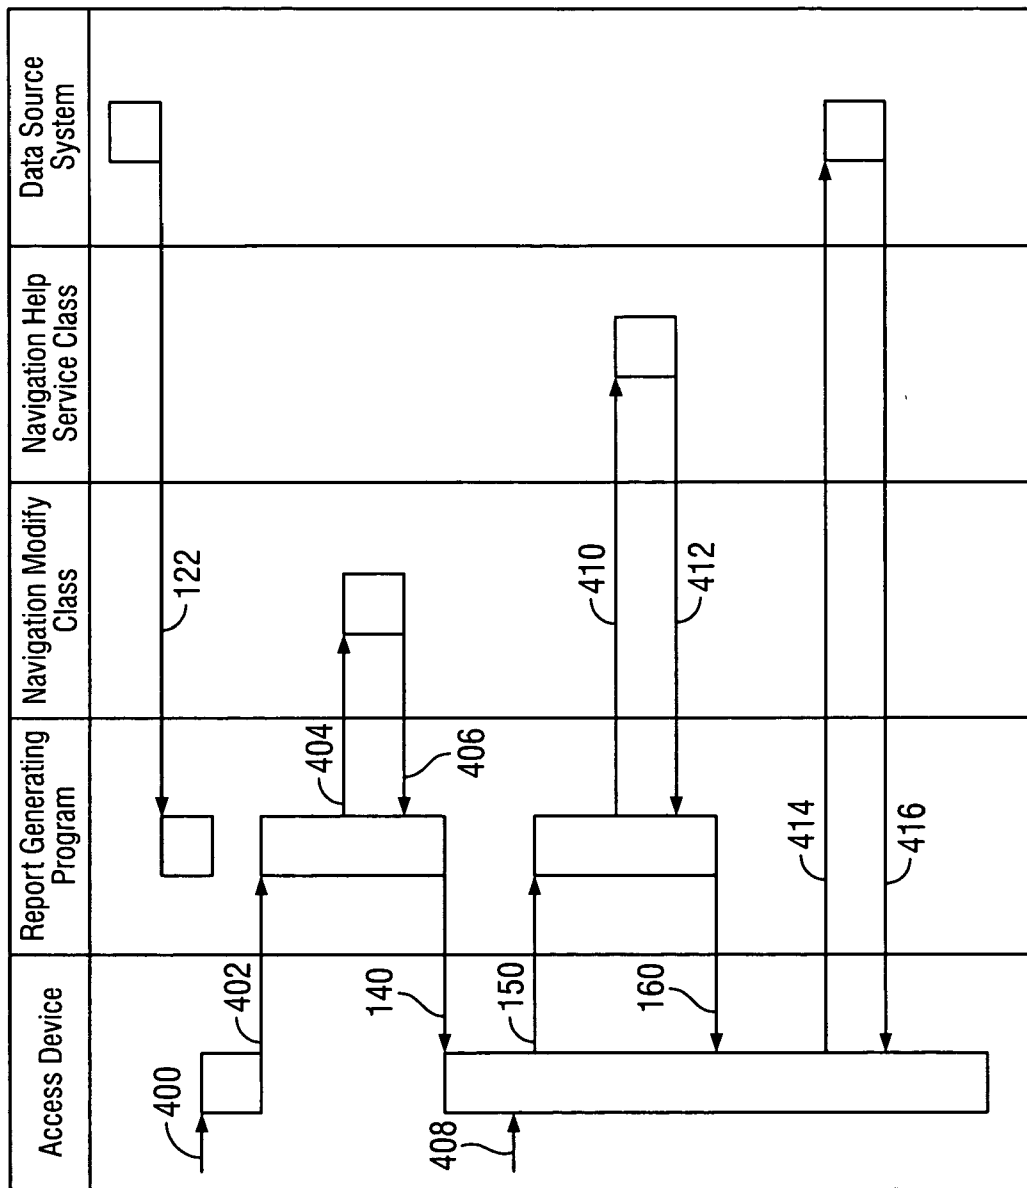 Access Device
Report Generating
Program
Navigation Modify
Class
Navigation Help
Service Class
Data Source
System
122
400
402
404
406
140
408
150
410
412
160
414
416